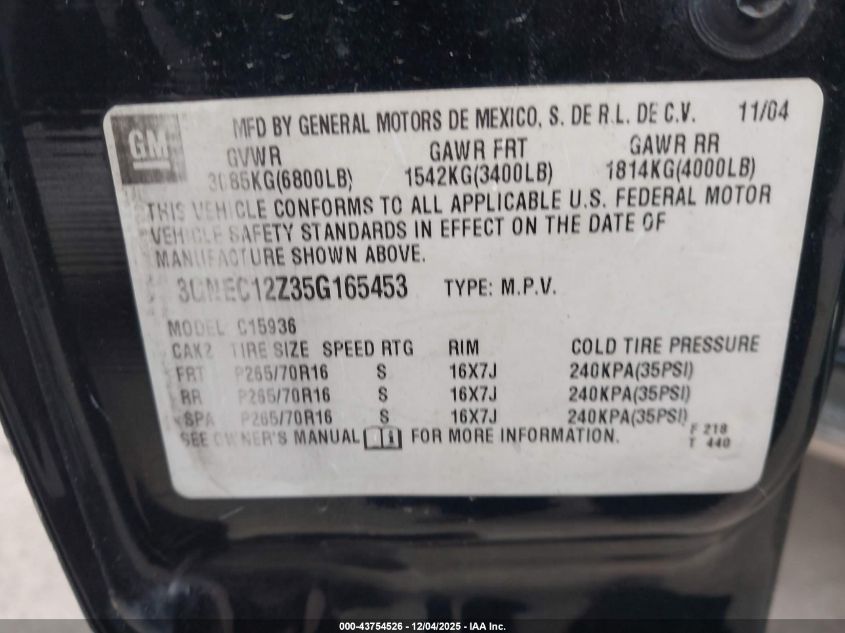 GM
MFD BY GENERAL MOTORS DE MEXICO, S. DE R.L. DE C.V. 11/04
GVWR GAWR FRT GAWR RR
3085KG(6800LB) 1542KG(3400LB) 1814KG(4000LB)
THIS VEHICLE CONFORMS TO ALL APPLICABLE U.S. FEDERAL MOTOR
VEHICLE SAFETY STANDARDS IN EFFECT ON THE DATE OF
MANUFACTURE SHOWN ABOVE.
3GNEC12Z35G165453 TYPE: M.P.V.
MODEL: C15936
TIRE SIZE SPEED RTG RIM COLD TIRE PRESSURE
FRT P265/70R16 S 16X7J 240KPA(35PSI)
RR P265/70R16 S 16X7J 240KPA(35PSI)
SPA P265/70R16 S 16X7J 240KPA(35PSI)
SEE OWNER'S MANUAL FOR MORE INFORMATION.
F 218
T 440
000-43754526 - 12/04/2025 - IAA Inc.